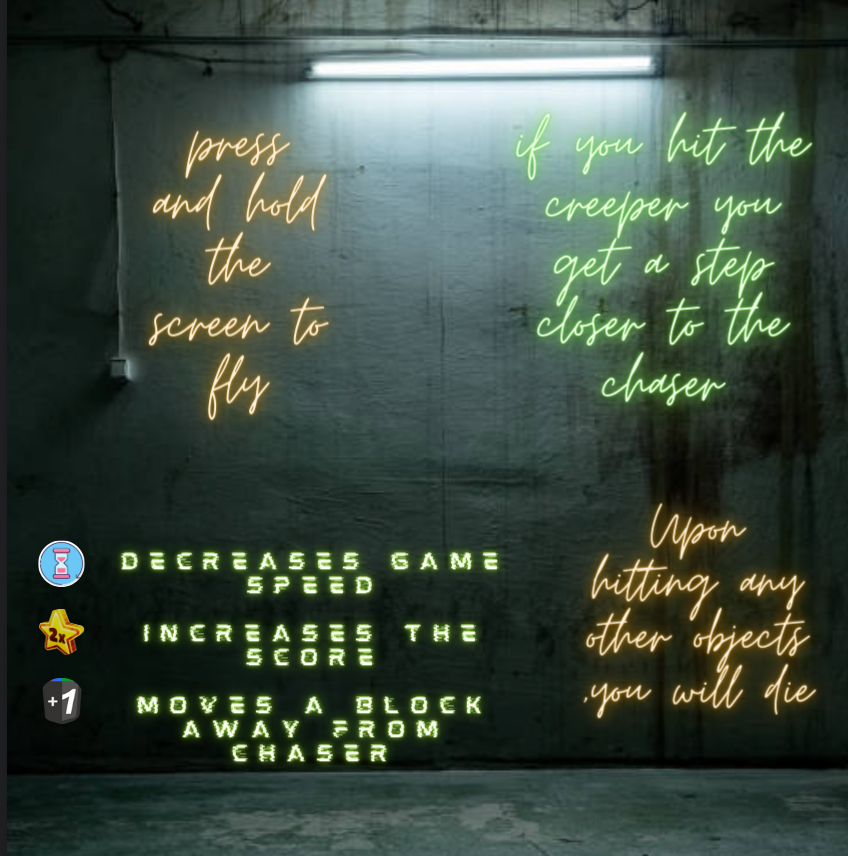 press
and hold
the
screen to
fly
if you hit the
creeper you
get a step
closer to the
chaser
DECREASES GAME
SPEED
2x
INCREASES THE
SCORE
+1
MOVES A BLOCK
AWAY FROM
CHASER
Upon
hitting any
other objects
,you will die